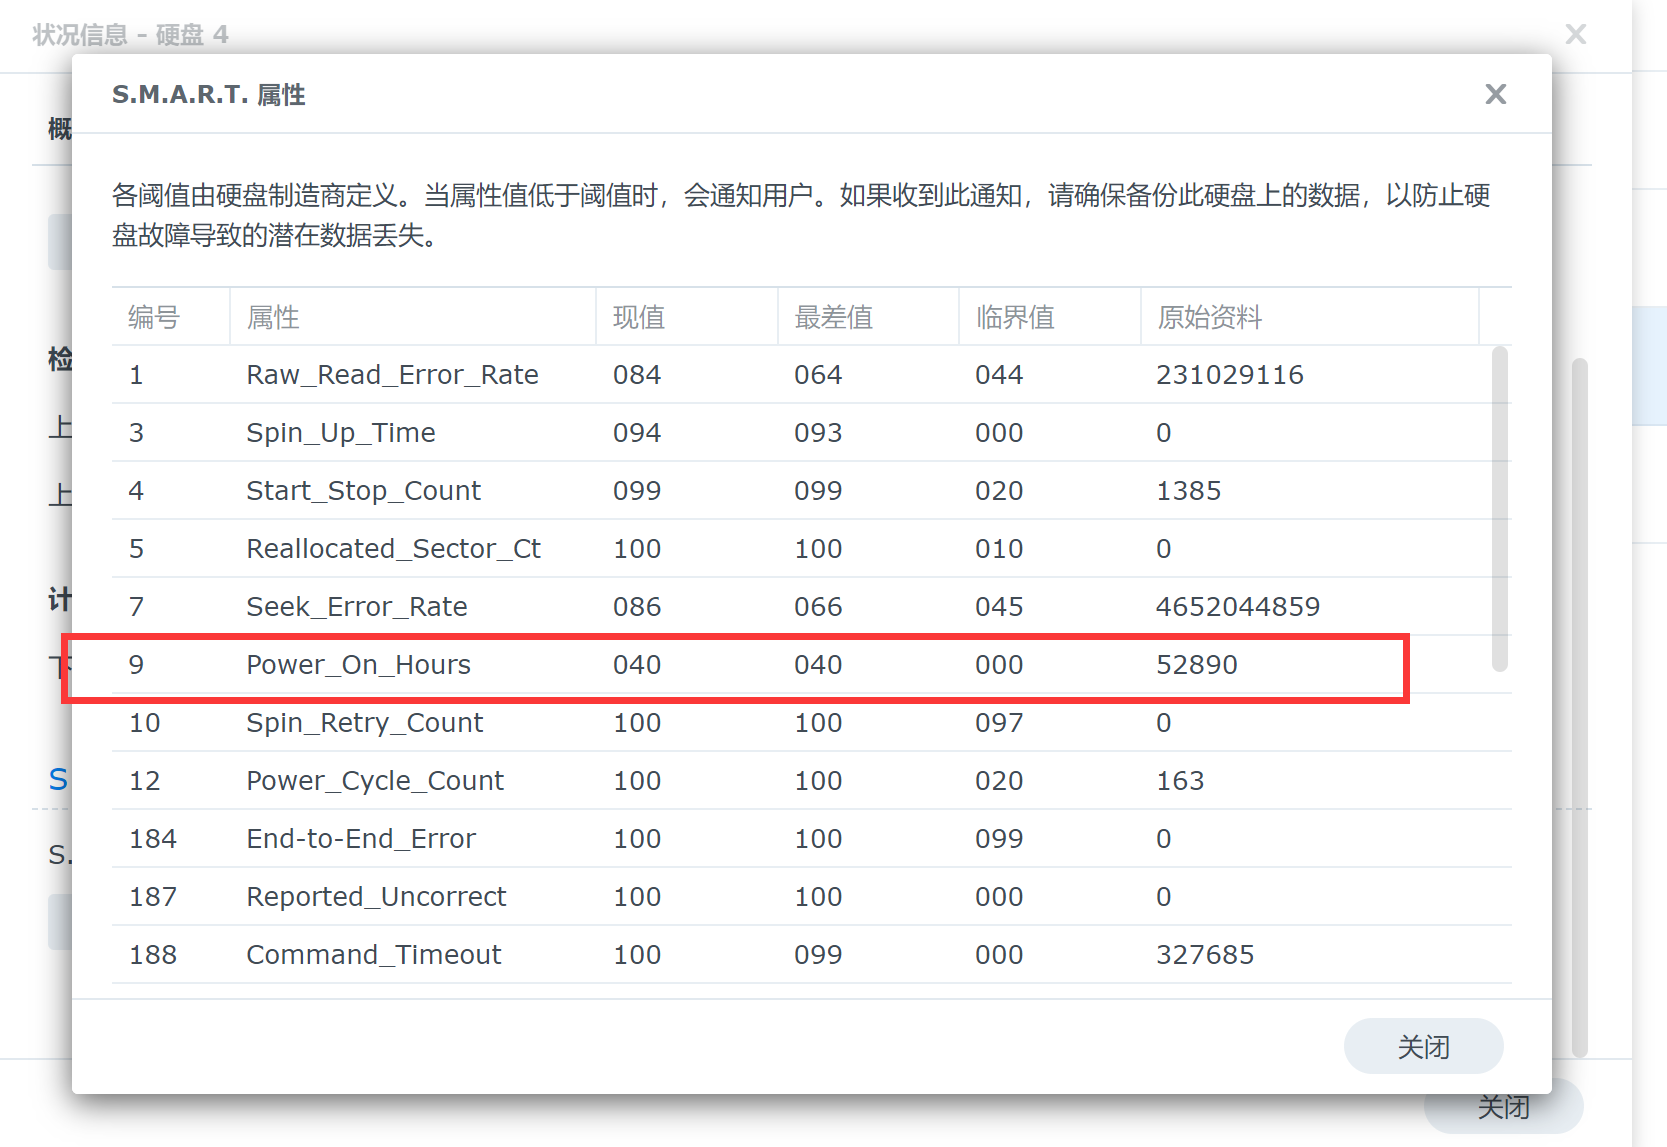 状况信息 - 硬盘 4
S.M.A.R.T. 属性
概
各阈值由硬盘制造商定义。当属性值低于阈值时，会通知用户。如果收到此通知，请确保备份此硬盘上的数据，以防止硬
盘故障导致的潜在数据丢失。
编号 属性 现值 最差值 临界值 原始资料
检
1 Raw_Read_Error_Rate 084 064 044 231029116
上
3 Spin_Up_Time 094 093 000 0
上
4 Start_Stop_Count 099 099 020 1385
5 Reallocated_Sector_Ct 100 100 010 0
计
7 Seek_Error_Rate 086 066 045 4652044859
下
9 Power_On_Hours 040 040 000 52890
10 Spin_Retry_Count 100 100 097 0
S
12 Power_Cycle_Count 100 100 020 163
184 End-to-End_Error 100 100 099 0
S.
187 Reported_Uncorrect 100 100 000 0
188 Command_Timeout 100 099 000 327685
关闭
关闭